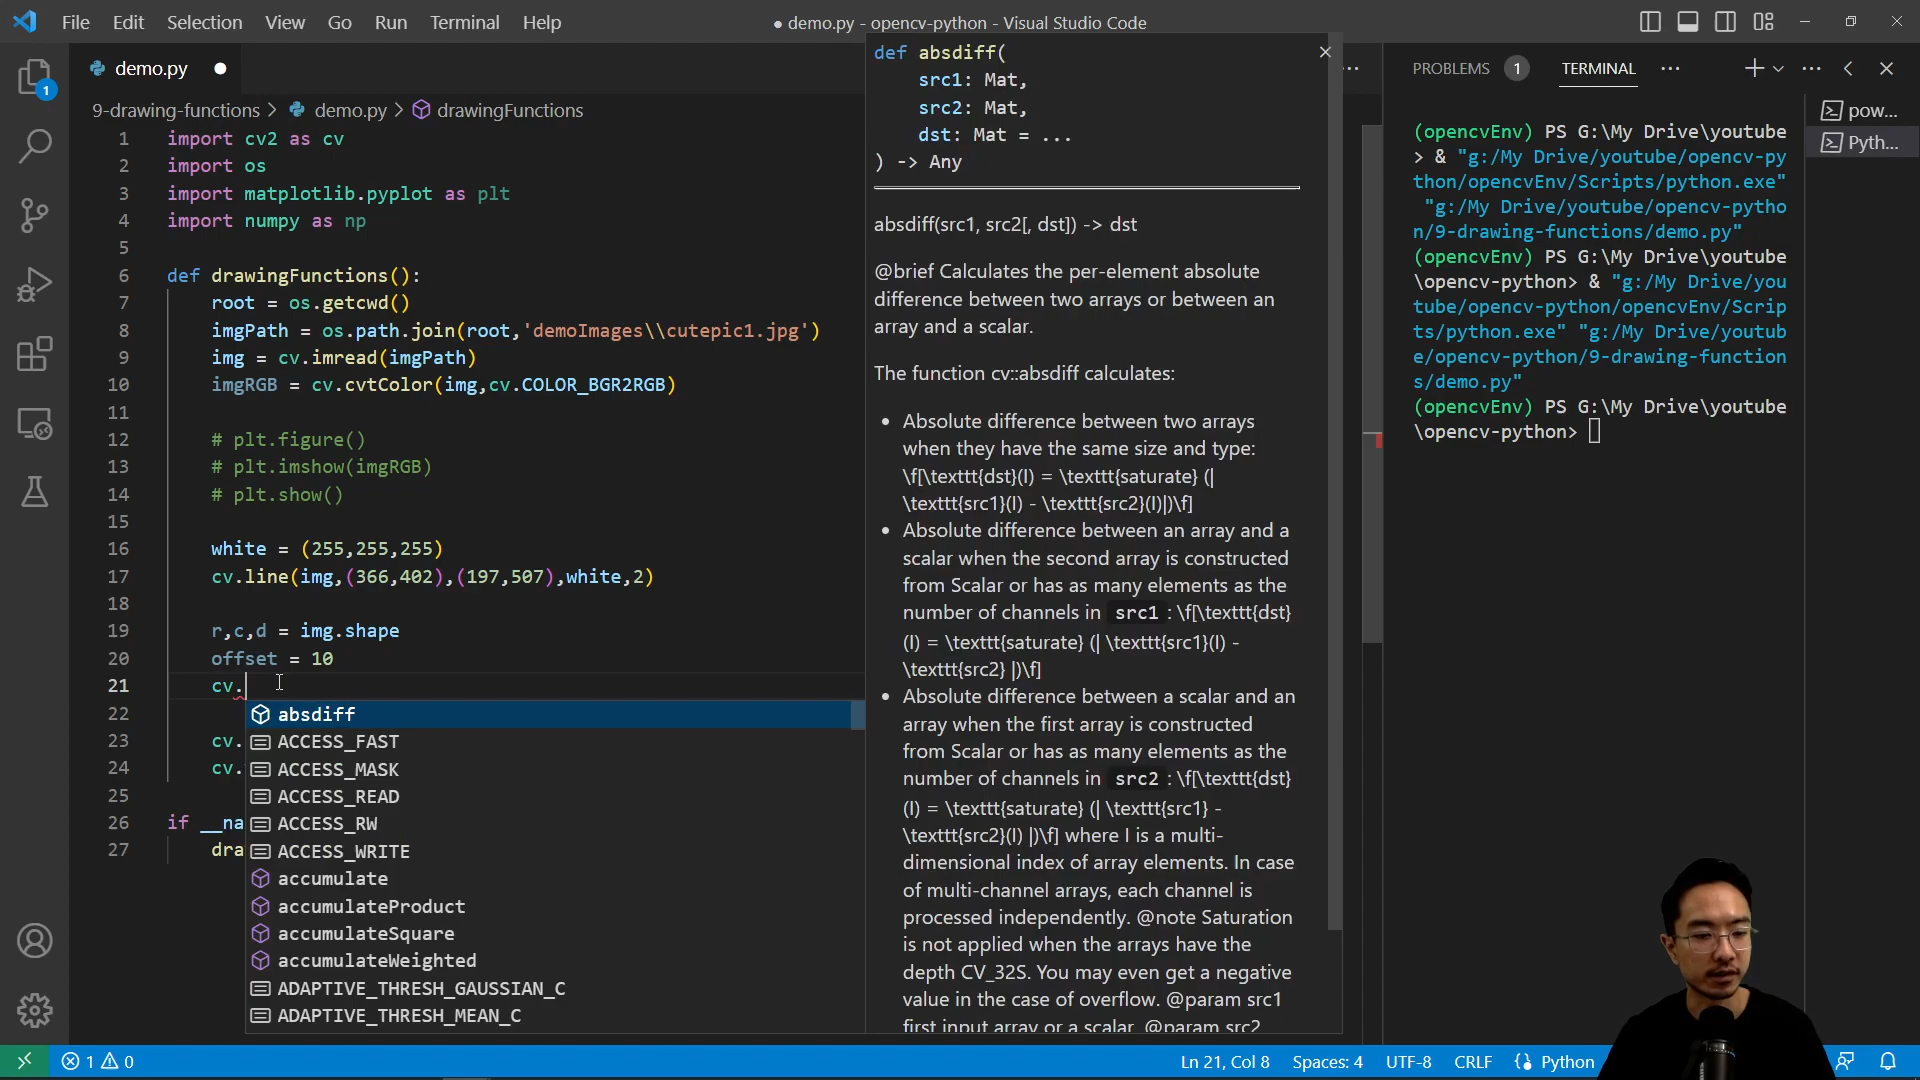 File Edit Selection View Go Run Terminal Help
● demo.py - opencv-python - Visual Studio Code
demo.py
9-drawing-functions > demo.py > drawingFunctions
1 import cv2 as cv
2 import os
3 import matplotlib.pyplot as plt
4 import numpy as np
5
6 def drawingFunctions():
7 root = os.getcwd()
8 imgPath = os.path.join(root,'demoImages\\cutepic1.jpg')
9 img = cv.imread(imgPath)
10 imgRGB = cv.cvtColor(img,cv.COLOR_BGR2RGB)
11
12 # plt.figure()
13 # plt.imshow(imgRGB)
14 # plt.show()
15
16 white = (255,255,255)
17 cv.line(img,(366,402),(197,507),white,2)
18
19 r,c,d = img.shape
20 offset = 10
21 cv.
22
23 cv.
24 cv.
25
26 if __na
27 dra
absdiff
ACCESS_FAST
ACCESS_MASK
ACCESS_READ
ACCESS_RW
ACCESS_WRITE
accumulate
accumulateProduct
accumulateSquare
accumulateWeighted
ADAPTIVE_THRESH_GAUSSIAN_C
ADAPTIVE_THRESH_MEAN_C
def absdiff(
src1: Mat,
src2: Mat,
dst: Mat = ...
) -> Any
absdiff(src1, src2[, dst]) -> dst
@brief Calculates the per-element absolute
difference between two arrays or between an
array and a scalar.
The function cv::absdiff calculates:
• Absolute difference between two arrays
when they have the same size and type:
\f[\texttt{dst}(I) = \texttt{saturate} (|
\texttt{src1}(I) - \texttt{src2}(I)|)\f]
• Absolute difference between an array and a
scalar when the second array is constructed
from Scalar or has as many elements as the
number of channels in src1 : \f[\texttt{dst}
(I) = \texttt{saturate} (| \texttt{src1}(I) -
\texttt{src2} |)\f]
• Absolute difference between a scalar and an
array when the first array is constructed
from Scalar or has as many elements as the
number of channels in src2 : \f[\texttt{dst}
(I) = \texttt{saturate} (| \texttt{src1} -
\texttt{src2}(I) |)\f] where I is a multi-
dimensional index of array elements. In case
of multi-channel arrays, each channel is
processed independently. @note Saturation
is not applied when the arrays have the
depth CV_32S. You may even get a negative
value in the case of overflow. @param src1
first input array or a scalar. @param src2
PROBLEMS 1 TERMINAL
(opencvEnv) PS G:\My Drive\youtube
> & "g:/My Drive/youtube/opencv-py
thon/opencvEnv/Scripts/python.exe"
"g:/My Drive/youtube/opencv-pytho
n/9-drawing-functions/demo.py"
(opencvEnv) PS G:\My Drive\youtube
\opencv-python> & "g:/My Drive/you
tube/opencv-python/opencvEnv/Scrip
ts/python.exe" "g:/My Drive/youtub
e/opencv-python/9-drawing-function
s/demo.py"
(opencvEnv) PS G:\My Drive\youtube
\opencv-python>
pow...
Pyth...
1
1 0
Ln 21, Col 8 Spaces: 4 UTF-8 CRLF Python